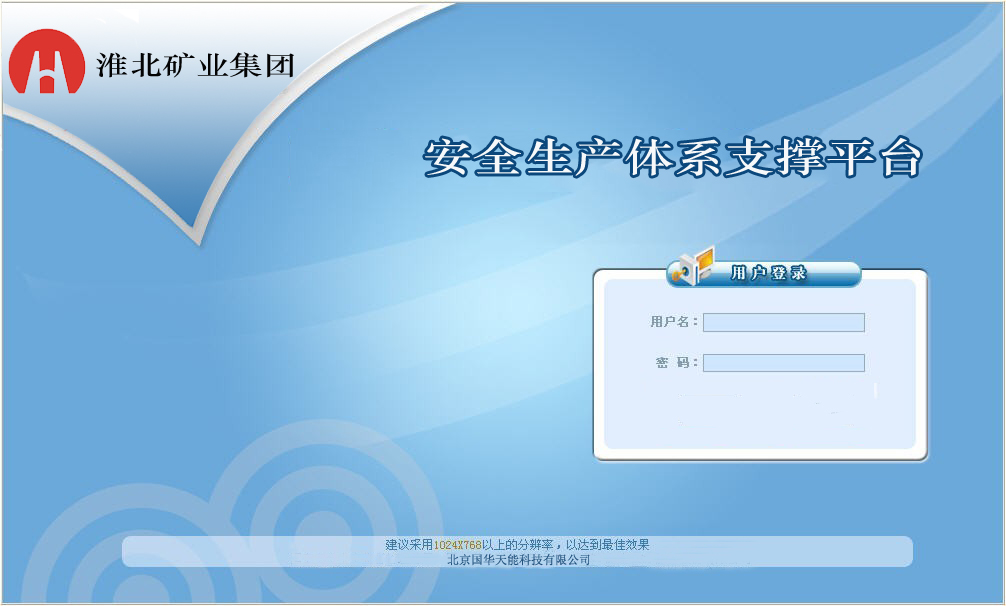 淮北矿业集团
安全生产体系支撑平台
用户登录
用户名：
密 码：
建议采用1024X768以上的分辨率，以达到最佳效果
北京国华天能科技有限公司